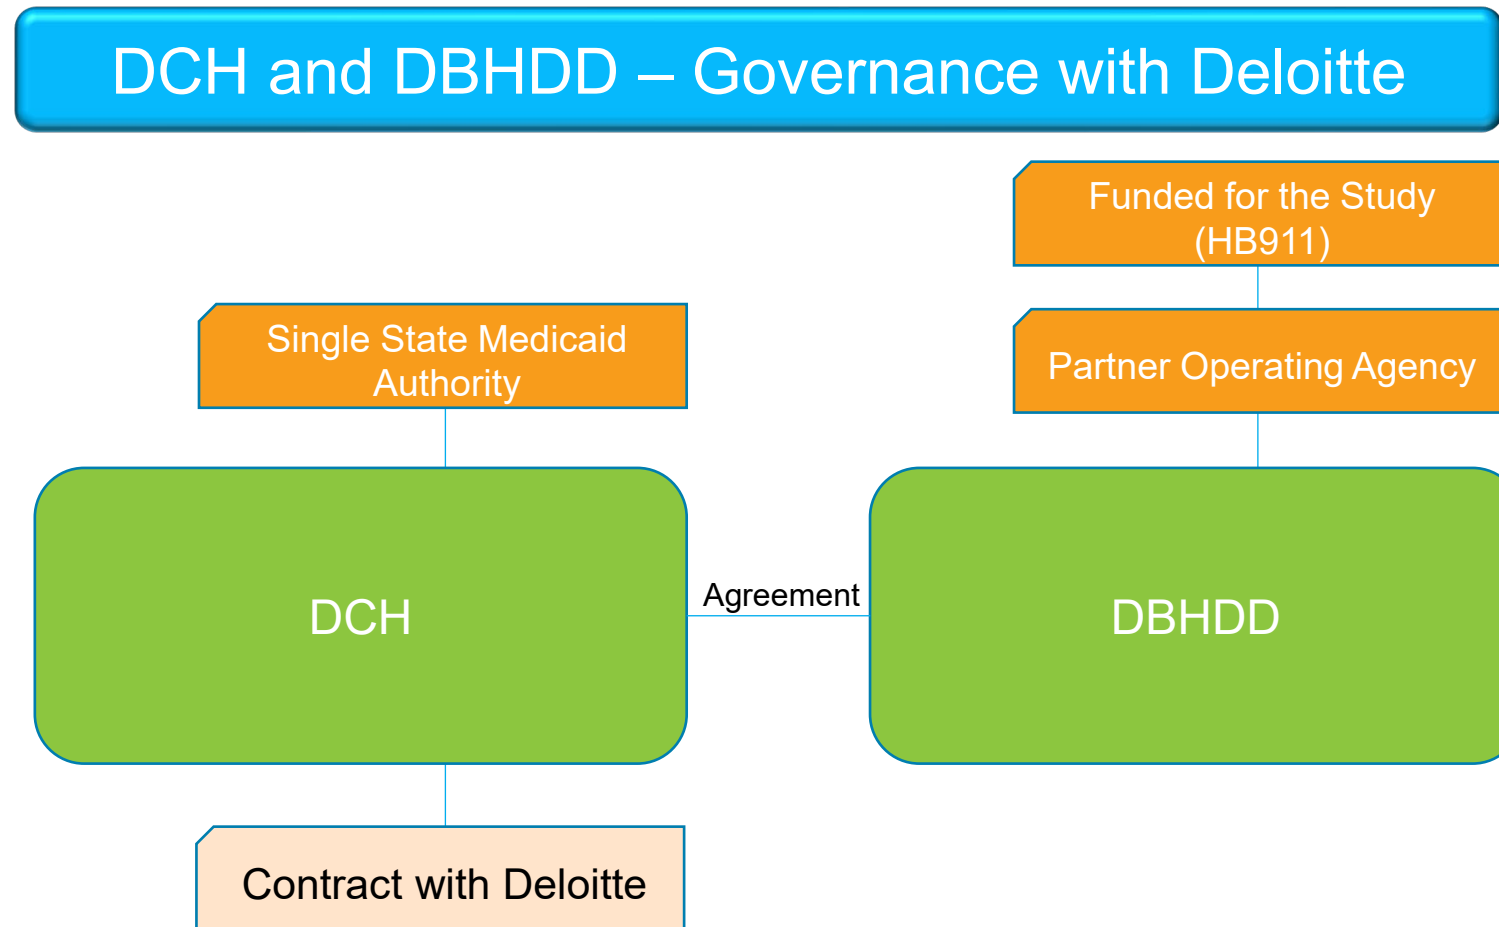 DCH and DBHDD – Governance with Deloitte
Funded for the Study
(HB911)
Single State Medicaid
Authority
Partner Operating Agency
DCH
Agreement
DBHDD
Contract with Deloitte